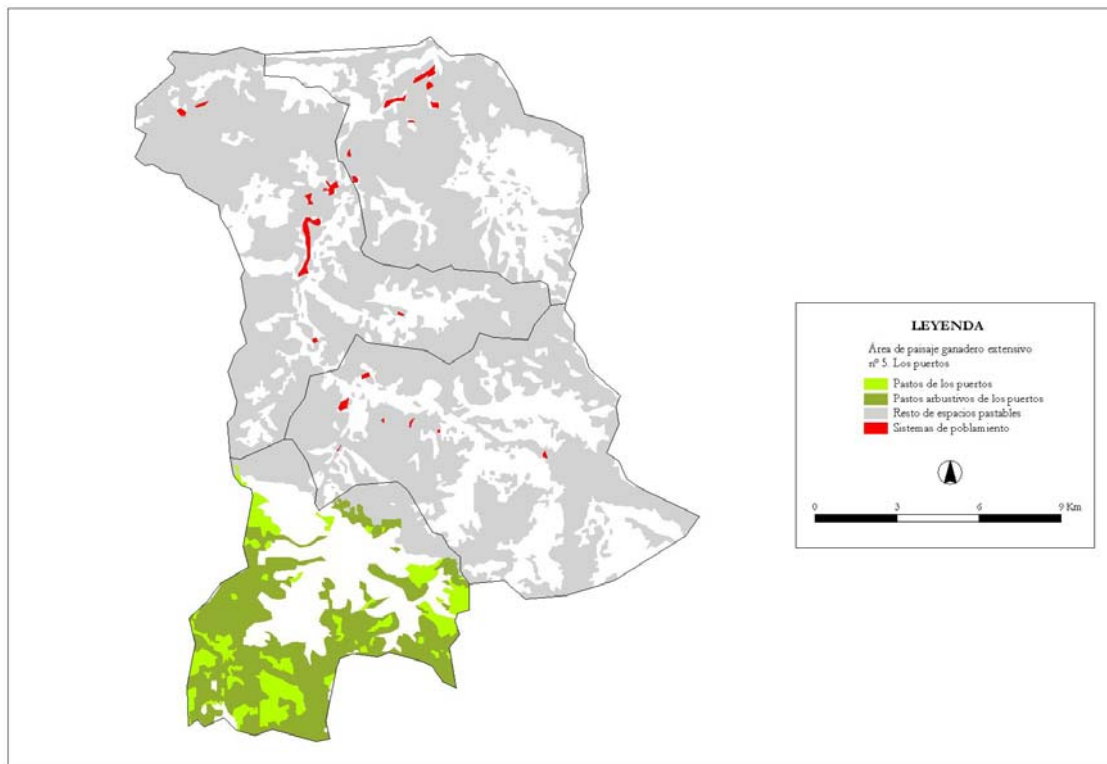 LEYENDA
Área de paisaje ganadero extensivo
nº 5. Los puertos
Pastos de los puertos
Pastos arbustivos de los puertos
Resto de espacios pastables
Sistemas de poblamiento
0 3 6 9 Km